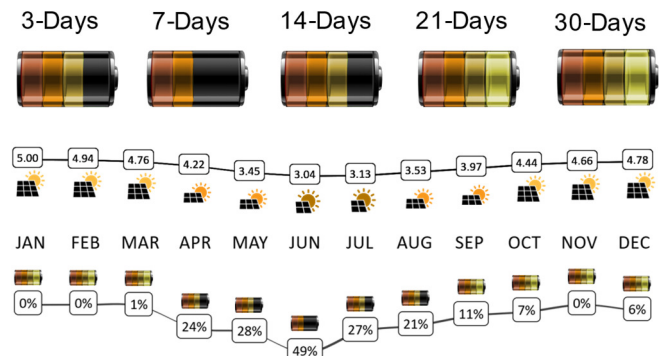 3-Days 7-Days 14-Days 21-Days 30-Days
5.00 4.94 4.76 4.22 3.45 3.04 3.13 3.53 3.97 4.44 4.66 4.78
JAN FEB MAR APR MAY JUN JUL AUG SEP OCT NOV DEC
0% 0% 1% 24% 28% 49% 27% 21% 11% 7% 0% 6%